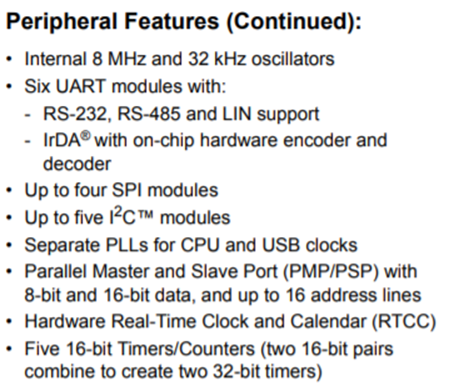 Peripheral Features (Continued):
• Internal 8 MHz and 32 kHz oscillators
• Six UART modules with:
- RS-232, RS-485 and LIN support
- IrDA® with on-chip hardware encoder and
decoder
• Up to four SPI modules
• Up to five I²C™ modules
• Separate PLLs for CPU and USB clocks
• Parallel Master and Slave Port (PMP/PSP) with
8-bit and 16-bit data, and up to 16 address lines
• Hardware Real-Time Clock and Calendar (RTCC)
• Five 16-bit Timers/Counters (two 16-bit pairs
combine to create two 32-bit timers)